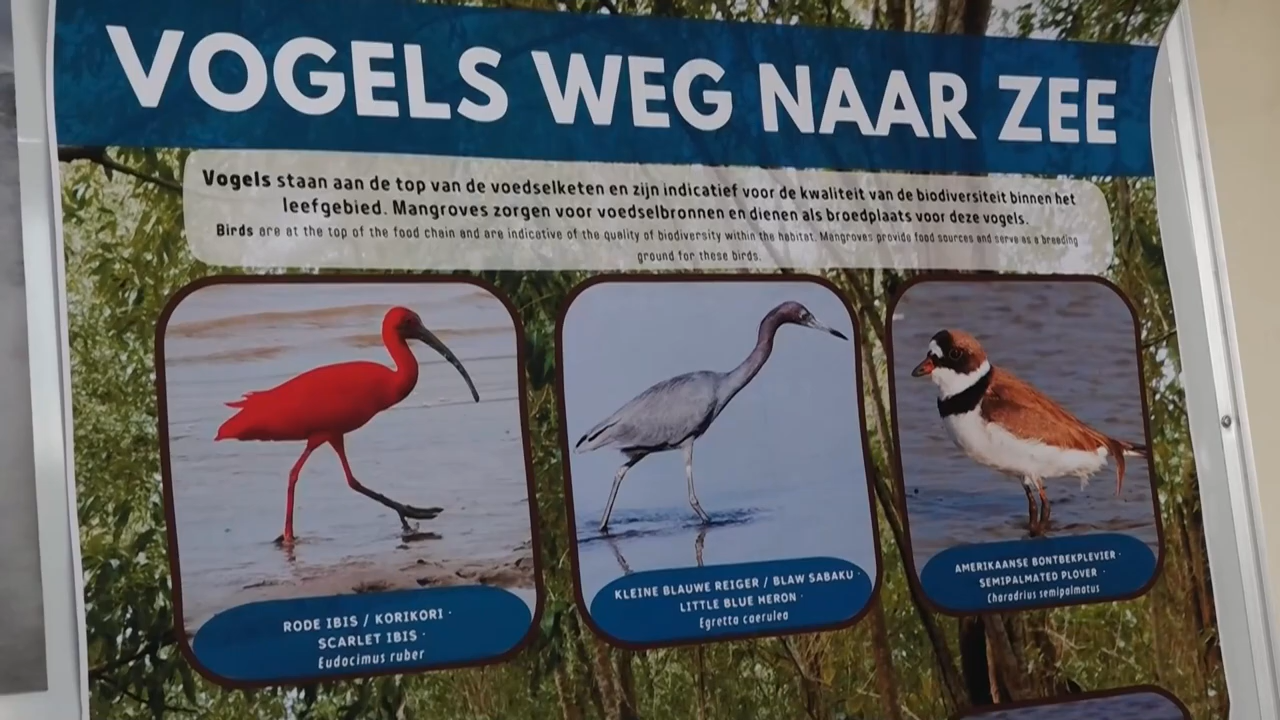 VOGELS WEG NAAR ZEE
Vogels staan aan de top van de voedselketen en zijn indicatief voor de kwaliteit van de biodiversiteit binnen het
leefgebied. Mangroves zorgen voor voedselbronnen en dienen als broedplaats voor deze vogels.
Birds are at the top of the food chain and are indicative of the quality of biodiversity within the habitat. Mangroves provide food sources and serve as a breeding
ground for these birds.
RODE IBIS / KORIKORI ·
SCARLET IBIS ·
Eudocimus ruber
KLEINE BLAUWE REIGER / BLAW SABAKU ·
LITTLE BLUE HERON ·
Egretta caerulea
AMERIKAANSE BONTBEKPLEVIER ·
SEMIPALMATED PLOVER ·
Charadrius semipalmatus